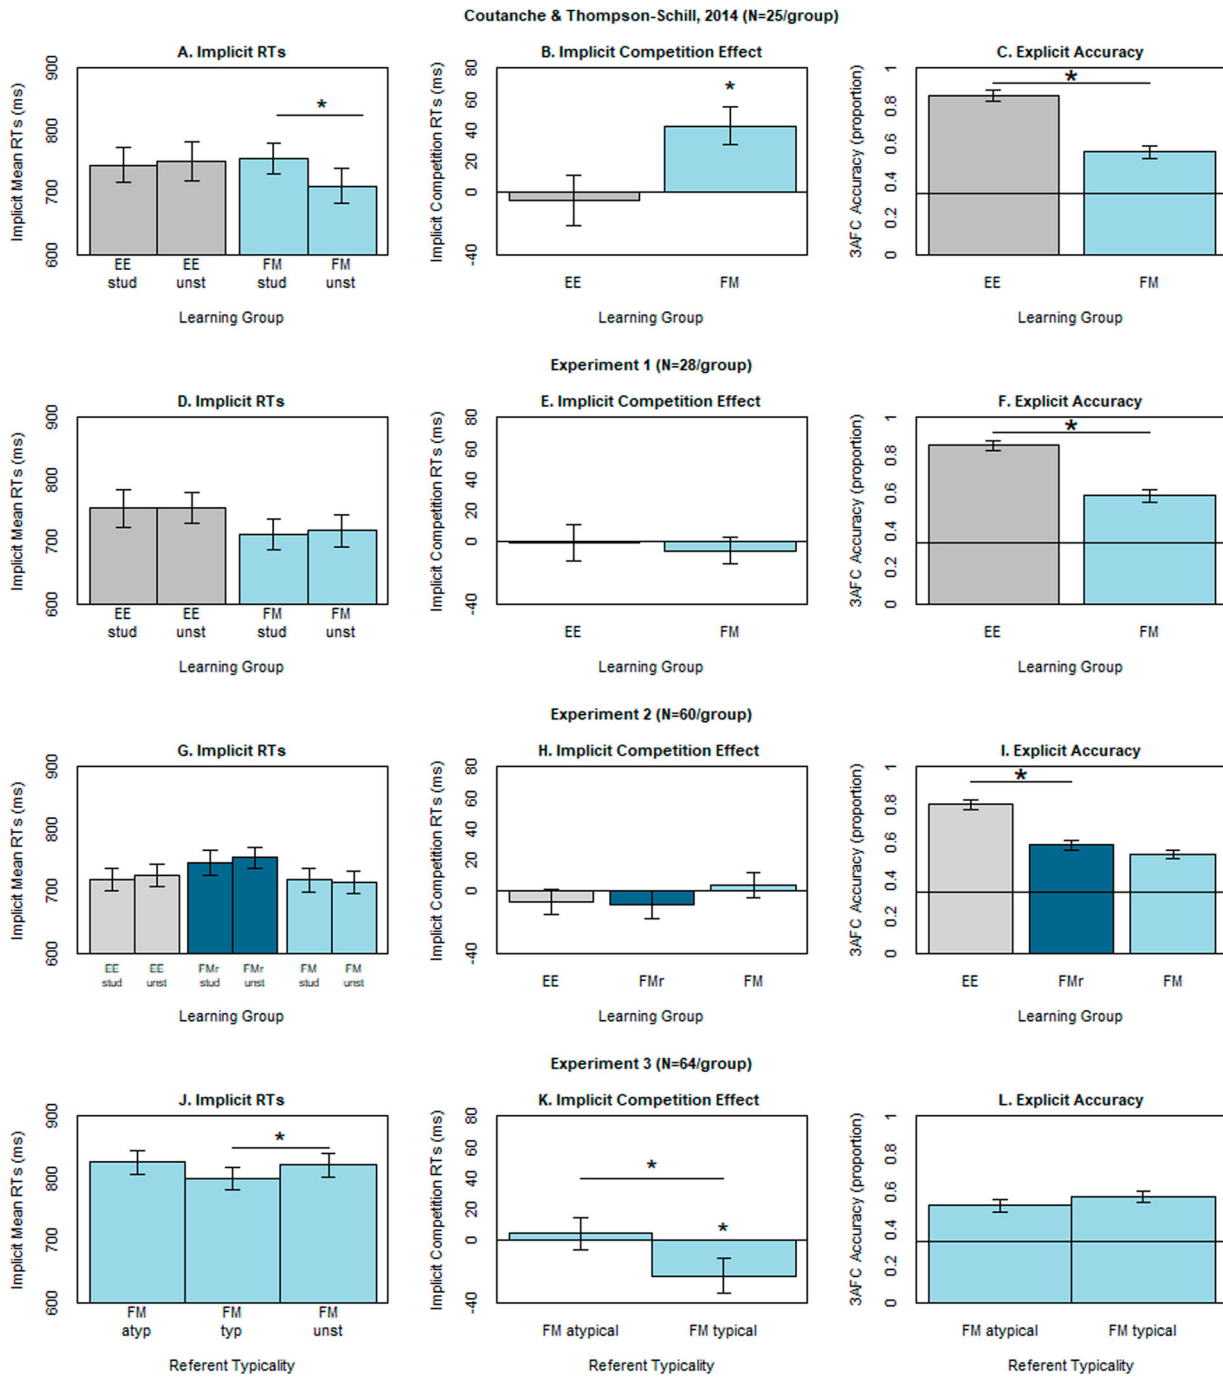 Coutanche & Thompson-Schill, 2014 (N=25/group)
A. Implicit RTs
Implicit Mean RTs (ms)
900
800
700
600
*
EE stud
EE unst
FM stud
FM unst
Learning Group
B. Implicit Competition Effect
Implicit Competition RTs (ms)
80
60
40
20
0
-40
*
EE
FM
Learning Group
C. Explicit Accuracy
3AFC Accuracy (proportion)
1
0.8
0.6
0.4
0.2
0
*
EE
FM
Learning Group
Experiment 1 (N=28/group)
D. Implicit RTs
Implicit Mean RTs (ms)
900
800
700
600
EE stud
EE unst
FM stud
FM unst
Learning Group
E. Implicit Competition Effect
Implicit Competition RTs (ms)
80
60
40
20
0
-40
EE
FM
Learning Group
F. Explicit Accuracy
3AFC Accuracy (proportion)
1
0.8
0.6
0.4
0.2
0
*
EE
FM
Learning Group
Experiment 2 (N=60/group)
G. Implicit RTs
Implicit Mean RTs (ms)
900
800
700
600
EE stud
EE unst
FMr stud
FMr unst
FM stud
FM unst
Learning Group
H. Implicit Competition Effect
Implicit Competition RTs (ms)
80
60
40
20
0
-40
EE
FMr
FM
Learning Group
I. Explicit Accuracy
3AFC Accuracy (proportion)
1
0.8
0.6
0.4
0.2
0
*
EE
FMr
FM
Learning Group
Experiment 3 (N=64/group)
J. Implicit RTs
Implicit Mean RTs (ms)
900
800
700
600
*
FM atyp
FM typ
FM unst
Referent Typicality
K. Implicit Competition Effect
Implicit Competition RTs (ms)
80
60
40
20
0
-40
*
*
FM atypical
FM typical
Referent Typicality
L. Explicit Accuracy
3AFC Accuracy (proportion)
1
0.8
0.6
0.4
0.2
0
FM atypical
FM typical
Referent Typicality